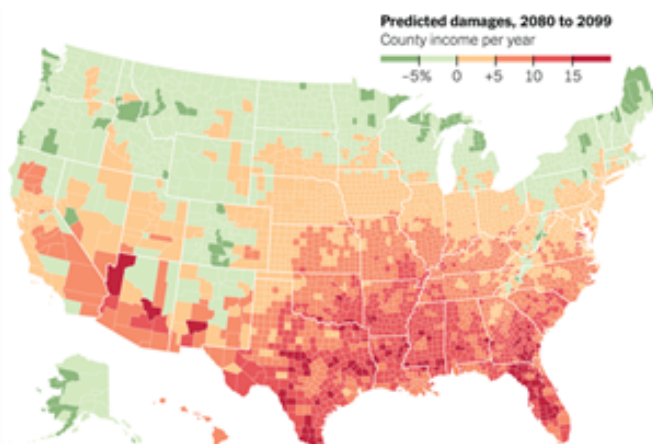 Predicted damages, 2080 to 2099
County income per year
–5% 0 +5 10 15